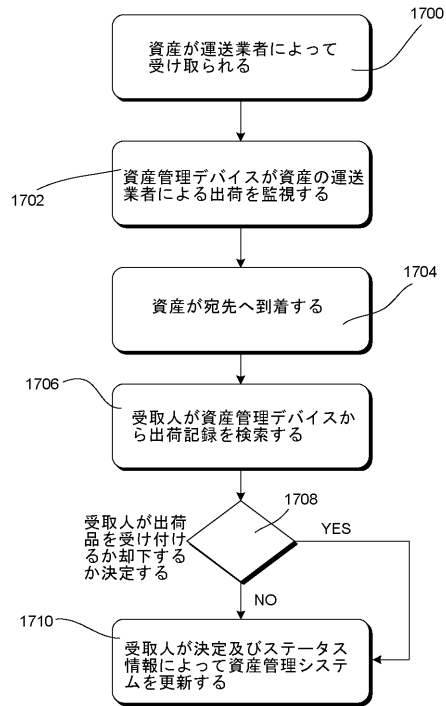 資産が運送業者によって
受け取られる
1700
資産管理デバイスが資産の運送
業者による出荷を監視する
1702
資産が宛先へ到着する
1704
1706
受取人が資産管理デバイスか
ら出荷記録を検索する
1708
受取人が出荷
品を受け付け
るか却下する
か決定する
YES
NO
1710
受取人が決定及びステータス
情報によって資産管理システ
ムを更新する